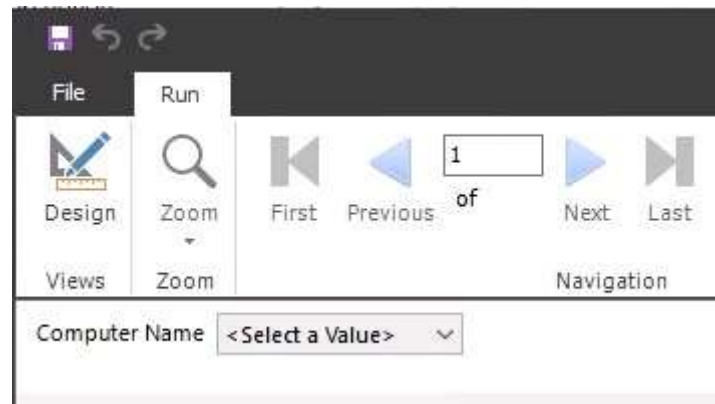 File Run
1
of
Design Zoom First Previous Next Last
Views Zoom Navigation
Computer Name <Select a Value>